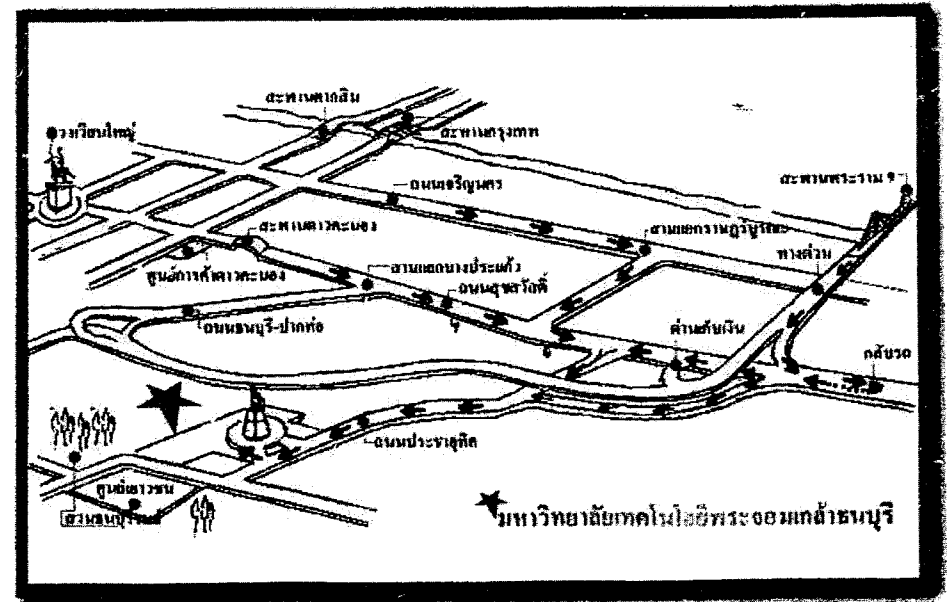 สะพานตากสิน
วงเวียนใหญ่
สะพานกรุงเทพ
สะพานพระราม ๙
ถนนเจริญนคร
สะพานดาวคะนอง
สามแยกราษฎร์บูรณะ
ศูนย์การค้าดาวคะนอง
สามแยกบางปะแก้ว
ทางด่วน
ถนนสุขสวัสดิ์
ถนนธนบุรี-ปากท่อ
ด่านเก็บเงิน
กลับรถ
ถนนประชาอุทิศ
ศูนย์เยาวชน
สวนธนบุรีรมย์
มหาวิทยาลัยเทคโนโลยีพระจอมเกล้าธนบุรี